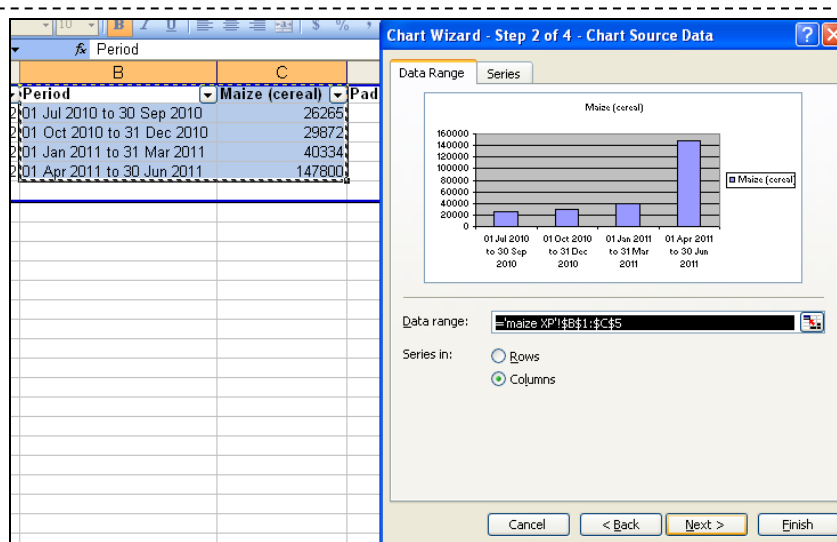 10 B I U $ % ,
fx Period
B C
Period Maize (cereal) Pad
2 01 Jul 2010 to 30 Sep 2010 26265
2 01 Oct 2010 to 31 Dec 2010 29872
2 01 Jan 2011 to 31 Mar 2011 40334
2 01 Apr 2011 to 30 Jun 2011 147800
Chart Wizard - Step 2 of 4 - Chart Source Data ? X
Data Range Series
Maize (cereal)
160000
140000
120000
100000
80000
60000
40000
20000
0
01 Jul 2010 to 30 Sep 2010
01 Oct 2010 to 31 Dec 2010
01 Jan 2011 to 31 Mar 2011
01 Apr 2011 to 30 Jun 2011
Maize (cereal)
Data range: ='maize XP'!$B$1:$C$5
Series in: Rows
Columns
Cancel < Back Next > Finish